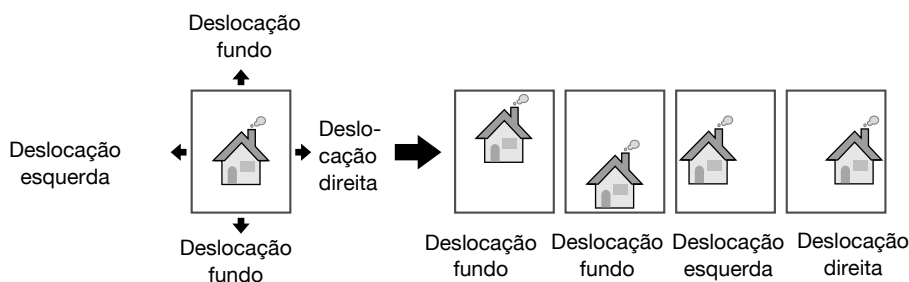 Deslocação
fundo
Deslocação
esquerda
Deslo-
cação
direita
Deslocação
fundo
Deslocação
fundo
Deslocação
fundo
Deslocação
esquerda
Deslocação
direita